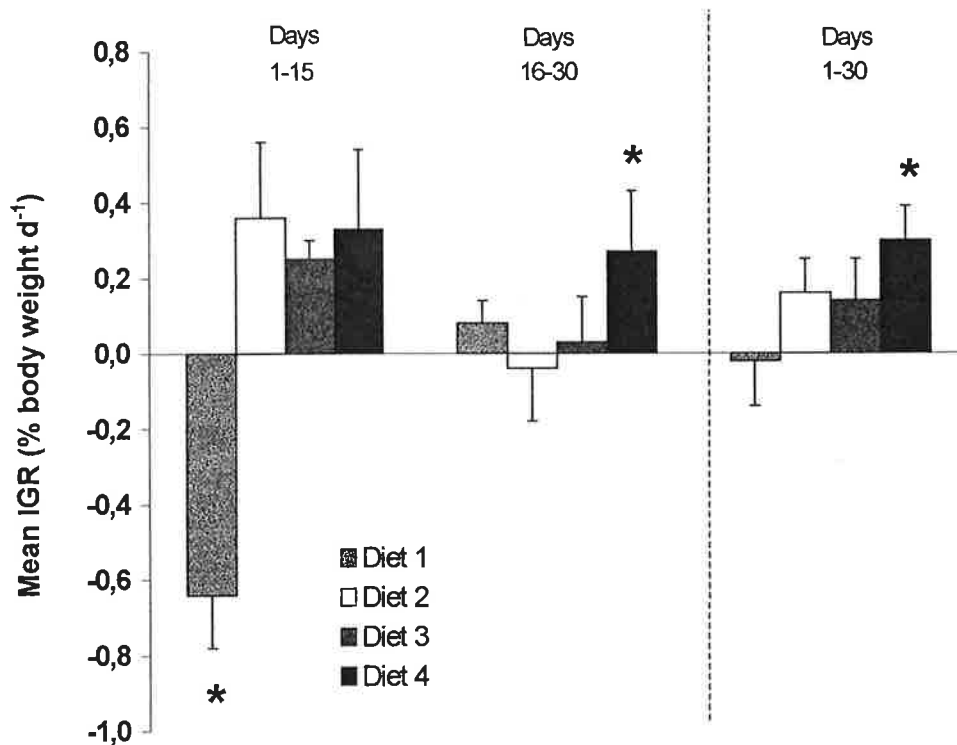 Days
1-15
Days
16-30
Days
1-30
0,8
0,6
0,4
0,2
0,0
-0,2
-0,4
-0,6
-0,8
-1,0
Mean IGR (% body weight d⁻¹)
*
*
*
Diet 1
Diet 2
Diet 3
Diet 4